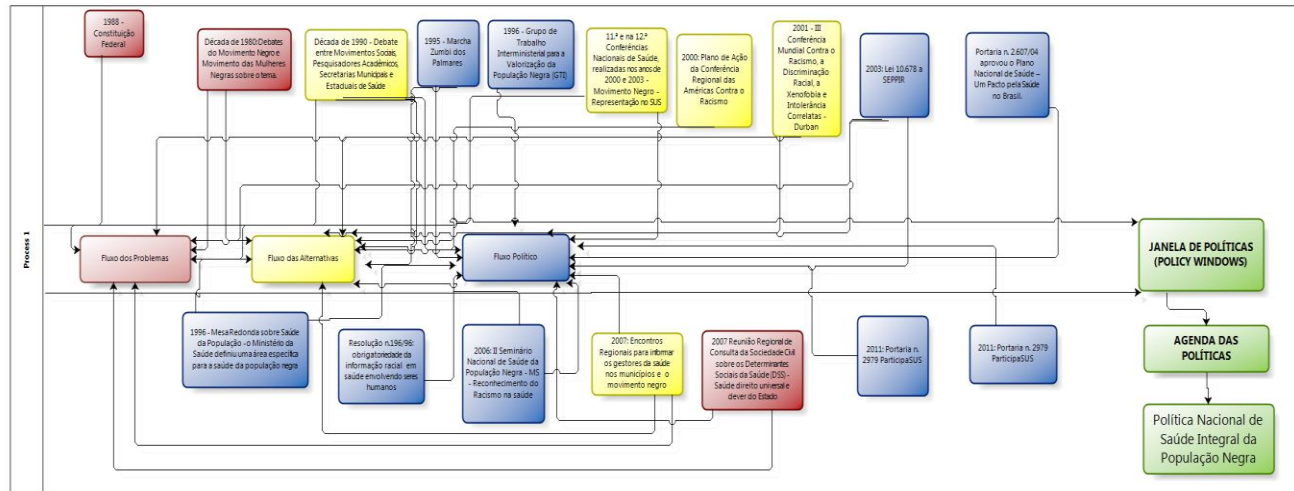 Process 1
1988 -
Constituição
Federal
Década de 1980:Debates
do Movimento Negro e
Movimento das Mulheres
Negras sobre o tema.
Década de 1990 - Debate
entre Movimentos Sociais,
Pesquisadores Acadêmicos,
Secretarias Municipais e
Estaduais de Saúde
1995 - Marcha
Zumbi dos
Palmares
1996 - Grupo de
Trabalho
Interministerial para a
Valorização da
População Negra (GTI)
11.ª e na 12.ª
Conferências
Nacionais de Saúde,
realizadas nos anos de
2000 e 2003 -
Movimento Negro -
Representação no SUS
2000: Plano de Ação da
Conferência Regional
das Américas Contra o
Racismo
2001 - III
Conferência
Mundial Contra o
Racismo, a
Discriminação
Racial, a
Xenofobia e
Intolerância
Correlatas -
Durban
2003: Lei 10.678 a
SEPPIR
Portaria n. 2.607/04
aprovou o Plano
Nacional de Saúde –
Um Pacto pela Saúde
no Brasil.
Fluxo dos Problemas
Fluxo das Alternativas
Fluxo Político
JANELA DE POLÍTICAS
(POLICY WINDOWS)
1996 - Mesa Redonda sobre Saúde
da População - o Ministério da
Saúde definiu uma área específica
para a saúde da população negra
Resolução n.196/96:
obrigatoriedade da
informação racial em
saúde envolvendo seres
humanos
2006: II Seminário
Nacional de Saúde da
População Negra - MS
- Reconhecimento do
Racismo na saúde
2007: Encontros
Regionais para informar
os gestores da saúde
nos municípios e o
movimento negro
2007 Reunião Regional de
Consulta da Sociedade Civil
sobre os Determinantes
Sociais da Saúde (DSS) -
Saúde direito universal e
dever do Estado
2011: Portaria n.
2979 ParticipaSUS
2011: Portaria n. 2979
ParticipaSUS
AGENDA DAS
POLÍTICAS
Política Nacional de
Saúde Integral da
População Negra